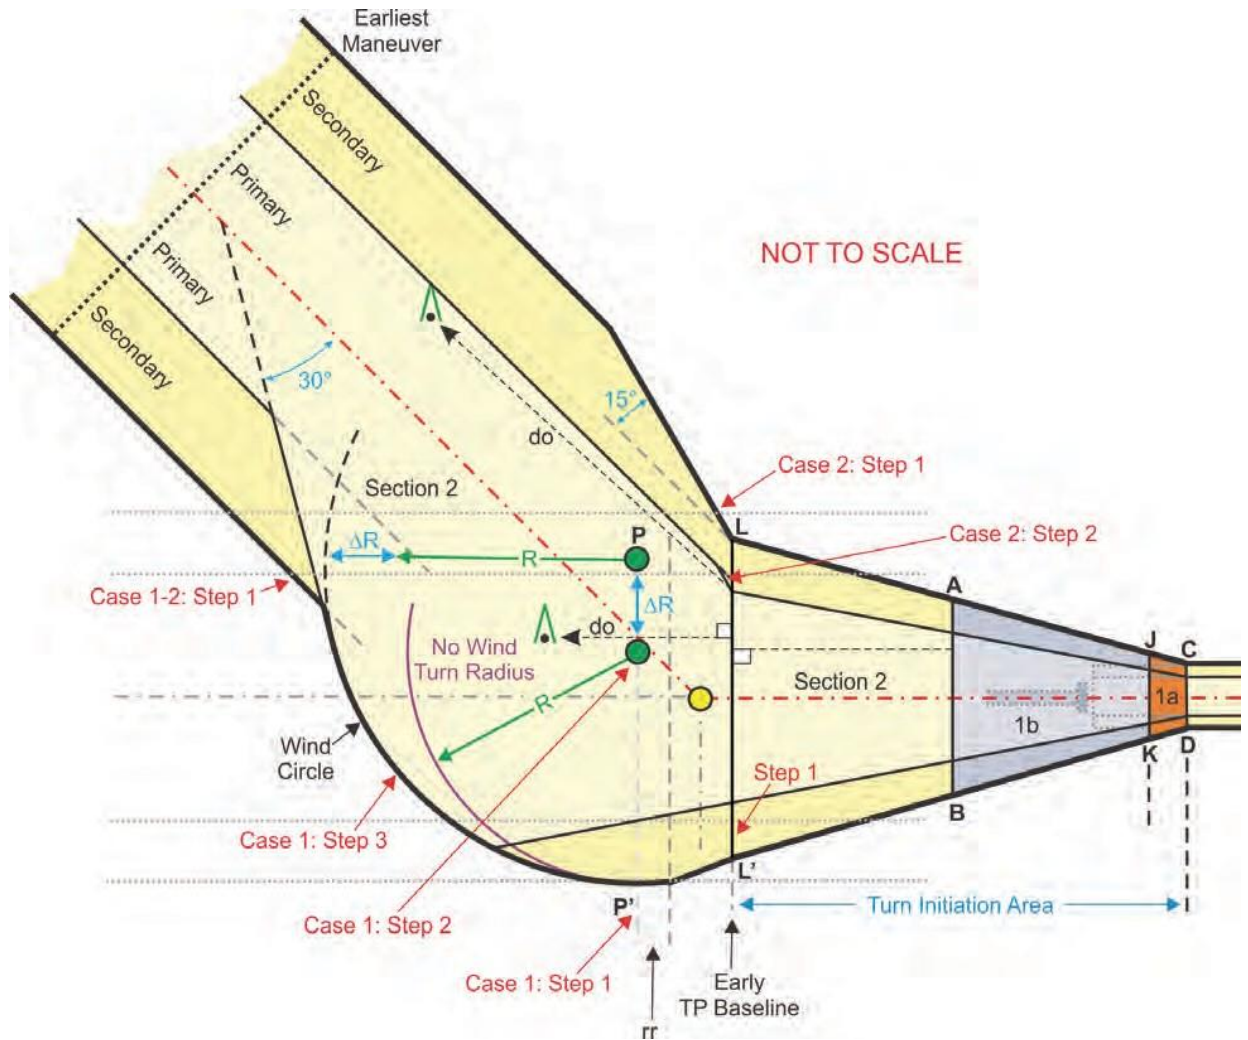 Earliest
Maneuver
Secondary
Primary
Primary
Secondary
NOT TO SCALE
30°
15°
do
Case 2: Step 1
Section 2
P
L
Case 2: Step 2
ΔR
R
A
Case 1-2: Step 1
ΔR
do
No Wind
Turn Radius
J
C
R
Section 2
1a
1b
Wind
Circle
K
D
Step 1
B
Case 1: Step 3
L'
P'
Turn Initiation Area
Case 1: Step 2
Case 1: Step 1
Early
TP Baseline
rr